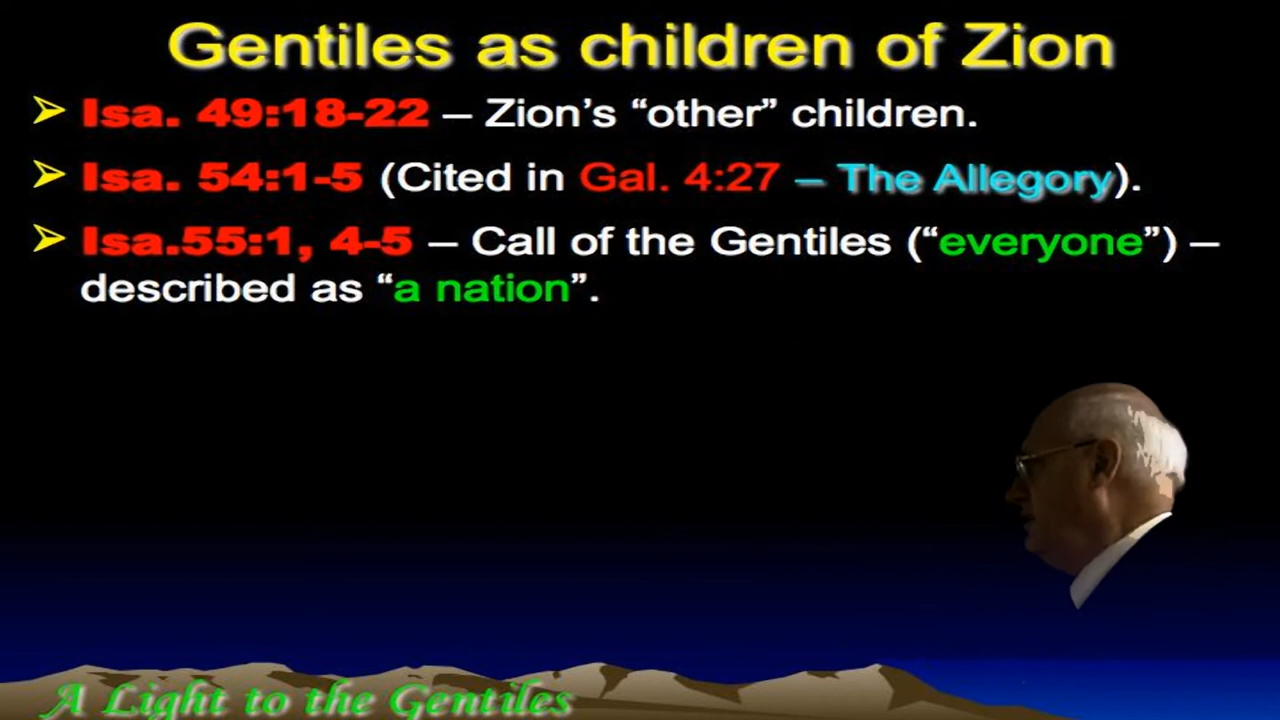 Gentiles as children of Zion
➢ Isa. 49:18-22 – Zion’s “other” children.
➢ Isa. 54:1-5 (Cited in Gal. 4:27 – The Allegory).
➢ Isa.55:1, 4-5 – Call of the Gentiles (“everyone”) –
described as “a nation”.
A Light to the Gentiles